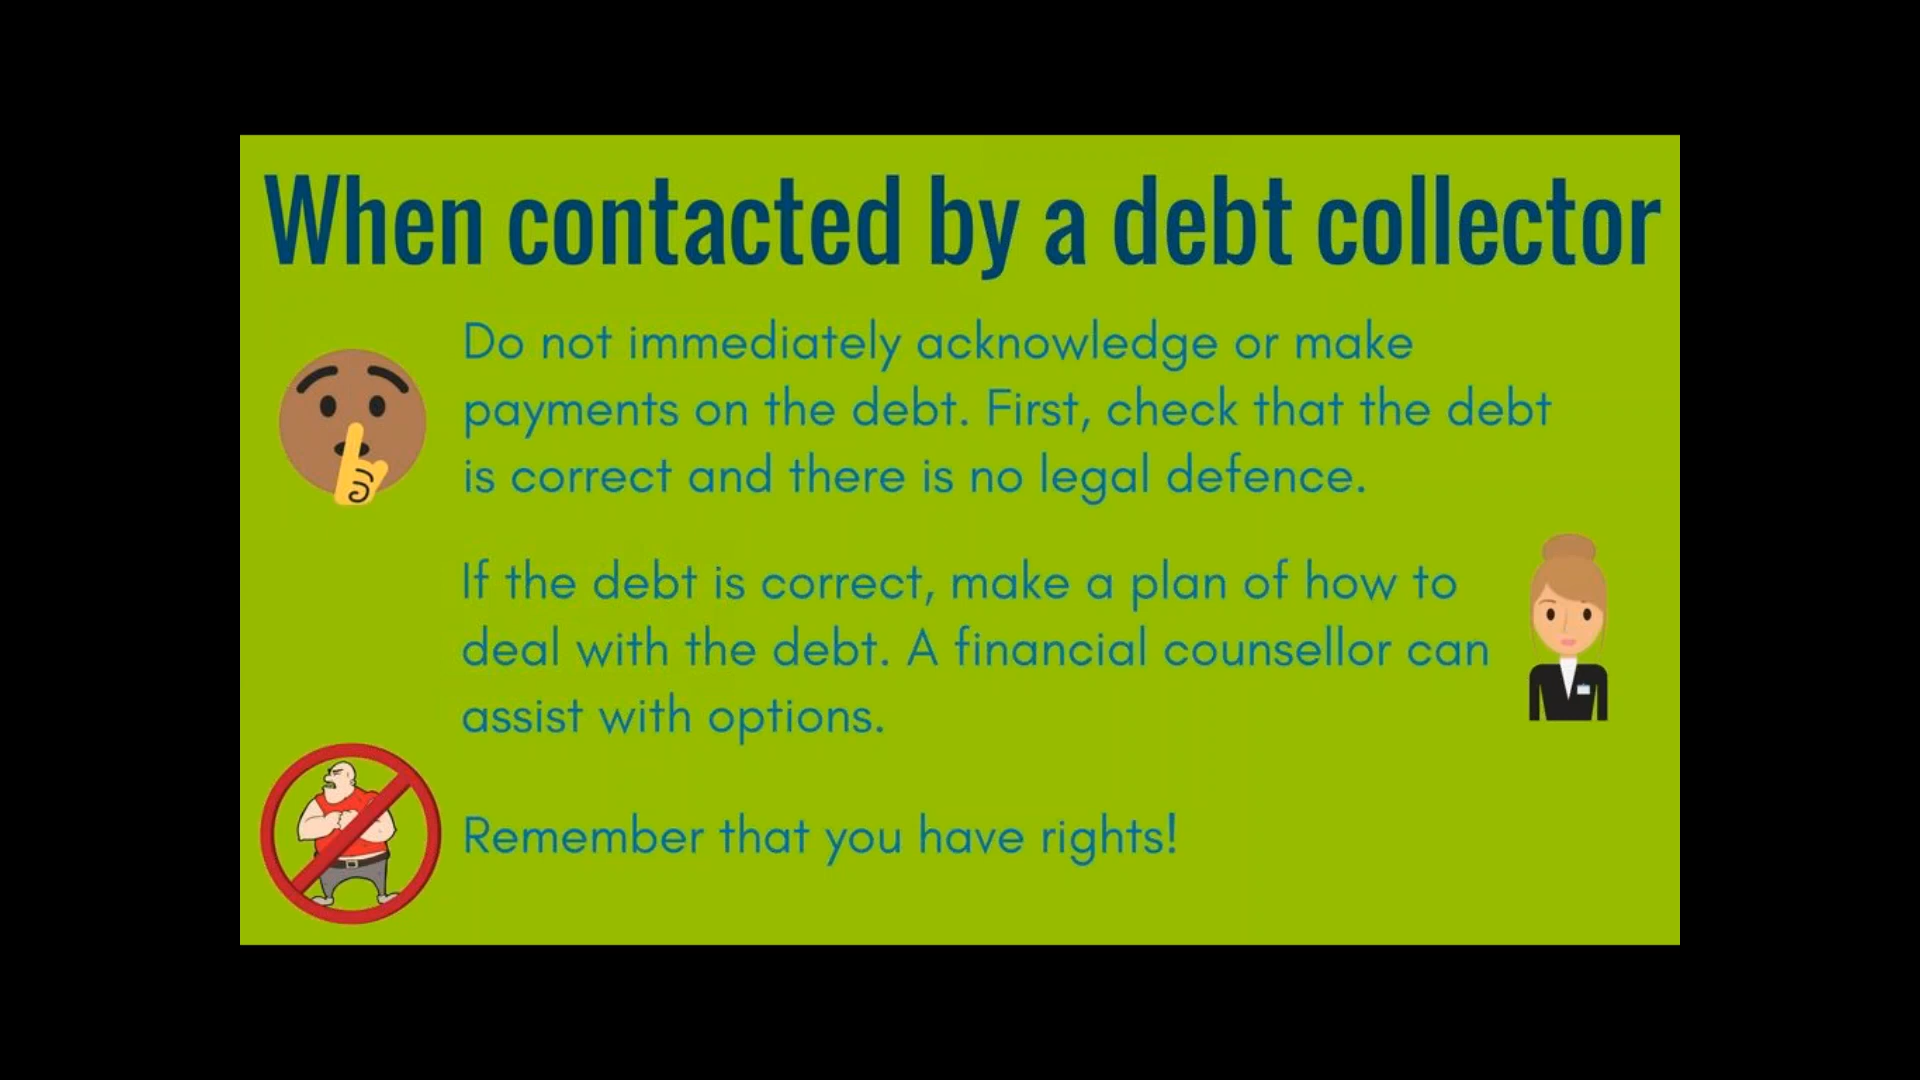 When contacted by a debt collector
Do not immediately acknowledge or make
payments on the debt. First, check that the debt
is correct and there is no legal defence.
If the debt is correct, make a plan of how to
deal with the debt. A financial counsellor can
assist with options.
Remember that you have rights!